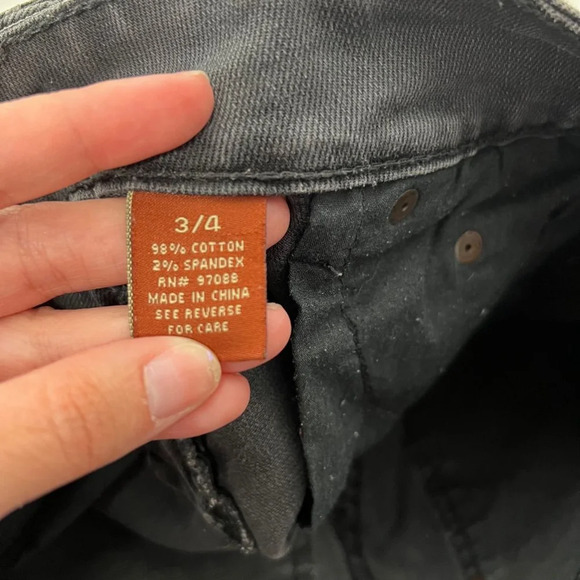 3/4
98% COTTON
2% SPANDEX
RN# 97088
MADE IN CHINA
SEE REVERSE
FOR CARE